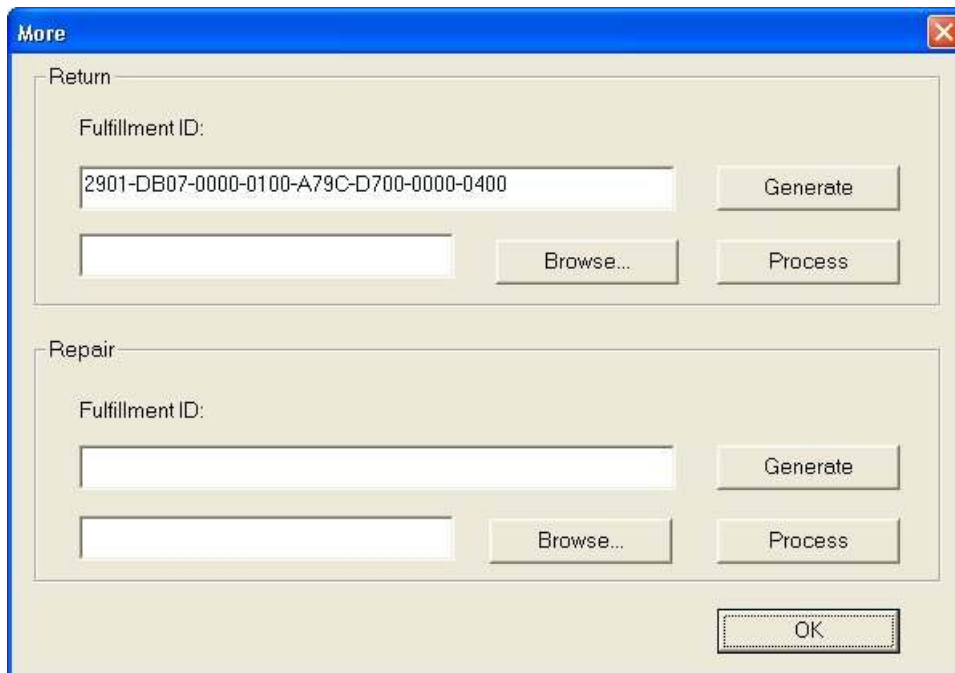 More
Return
Fulfillment ID:
2901-DB07-0000-0100-A79C-D700-0000-0400
Generate
Browse...
Process
Repair
Fulfillment ID:
Generate
Browse...
Process
OK